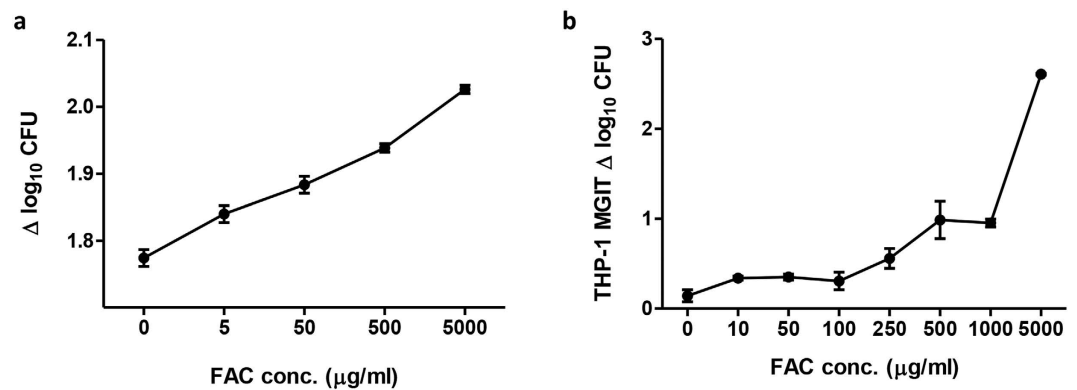 a
Δ log10 CFU
2.1
2.0
1.9
1.8
0 5 50 500 5000
FAC conc. (μg/ml)
b
THP-1 MGIT Δ log10 CFU
3
2
1
0
0 10 50 100 250 500 1000 5000
FAC conc. (μg/ml)